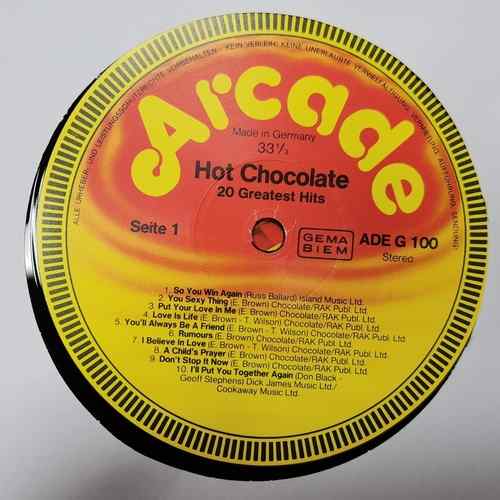 ALLE URHEBER- UND LEISTUNGSSCHUTZRECHTE VORBEHALTEN - KEIN VERLEIH! KEINE UNERLAUBTE VERVIELFÄLTIGUNG, VERMIETUNG, AUFFÜHRUNG, SENDUNG!
Arcade
Made in Germany
33 1/3
Hot Chocolate
20 Greatest Hits
Seite 1
GEMA
BIEM
ADE G 100
Stereo
1. So You Win Again (Russ Ballard) Island Music Ltd.
2. You Sexy Thing (E. Brown) Chocolate/RAK Publ. Ltd.
3. Put Your Love in Me (E. Brown) Chocolate/RAK Publ. Ltd.
4. Love Is Life (E. Brown - T. Wilson) Chocolate/RAK Publ. Ltd.
5. You'll Always Be A Friend (E. Brown - T. Wilson) Chocolate/RAK Publ. Ltd.
6. Rumours (E. Brown) Chocolate/RAK Publ. Ltd.
7. I Believe in Love (E. Brown - T. Wilson) Chocolate/RAK Publ. Ltd.
8. A Child's Prayer (E. Brown) Chocolate/RAK Publ. Ltd.
9. Don't Stop It Now (E. Brown) Chocolate/RAK Publ. Ltd.
10. I'll Put You Together Again (Don Black -
Geoff Stephens) Dick James Music Ltd./
Cookaway Music Ltd.